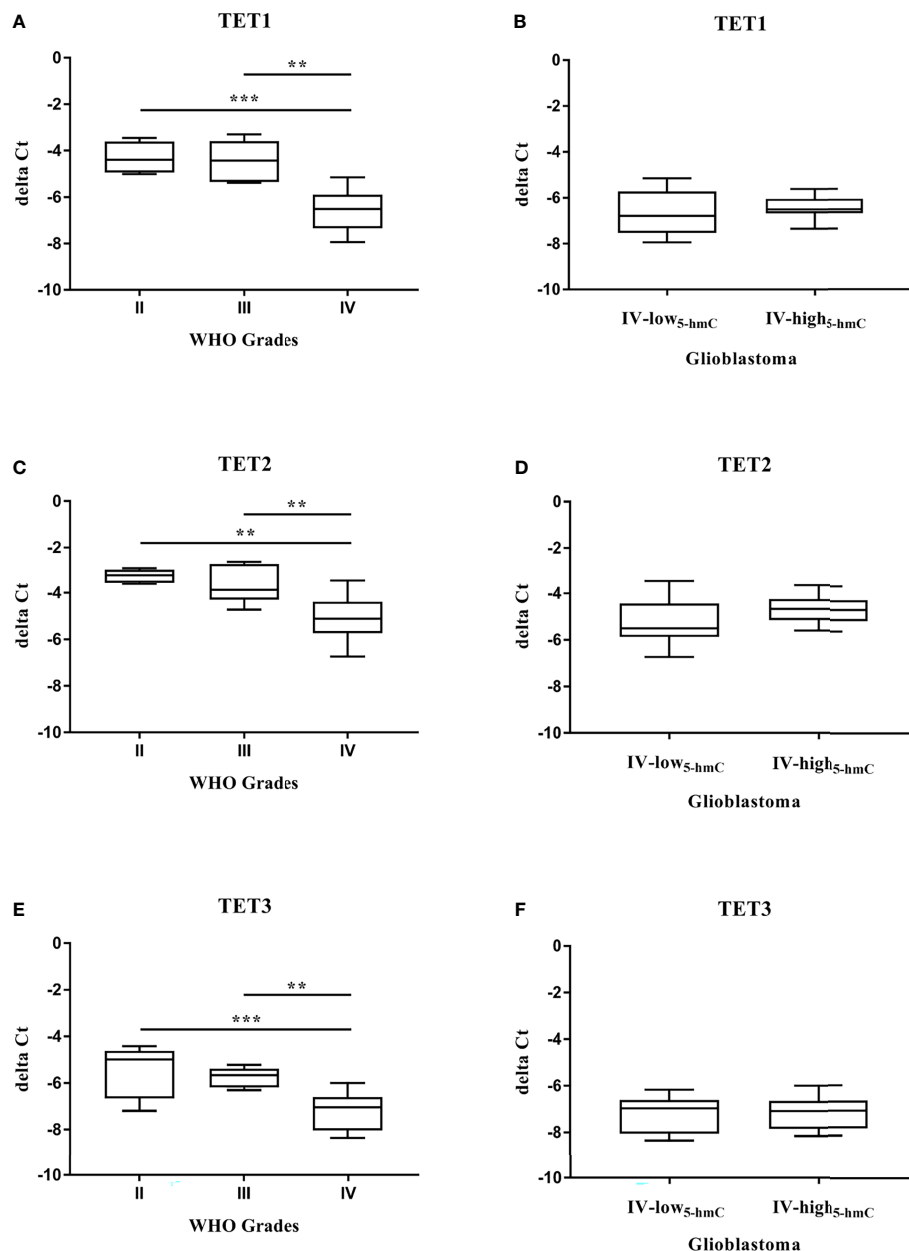 A
TET1
0
-2
-4
-6
-8
-10
delta Ct
**
***
II
III
IV
WHO Grades
B
TET1
0
-2
-4
-6
-8
-10
delta Ct
IV-low5-hmC
IV-high5-hmC
Glioblastoma
C
TET2
0
-2
-4
-6
-8
-10
delta Ct
**
**
II
III
IV
WHO Grades
D
TET2
0
-2
-4
-6
-8
-10
delta Ct
IV-low5-hmC
IV-high5-hmC
Glioblastoma
E
TET3
0
-2
-4
-6
-8
-10
delta Ct
**
***
II
III
IV
WHO Grades
F
TET3
0
-2
-4
-6
-8
-10
delta Ct
IV-low5-hmC
IV-high5-hmC
Glioblastoma